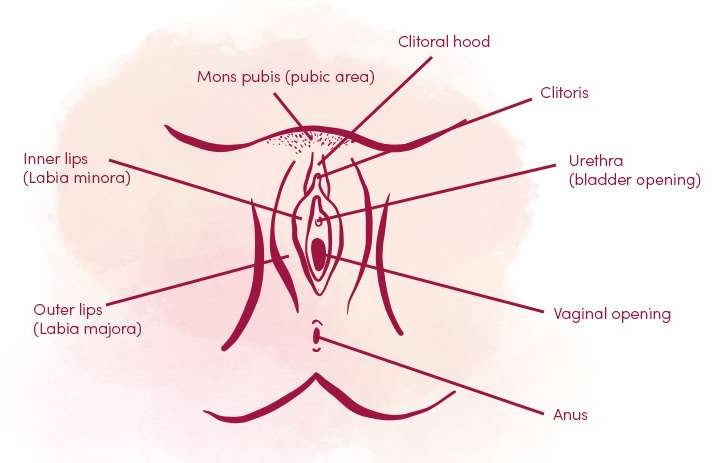 Clitoral hood
Mons pubis (pubic area)
Clitoris
Inner lips
(Labia minora)
Urethra
(bladder opening)
Outer lips
(Labia majora)
Vaginal opening
Anus